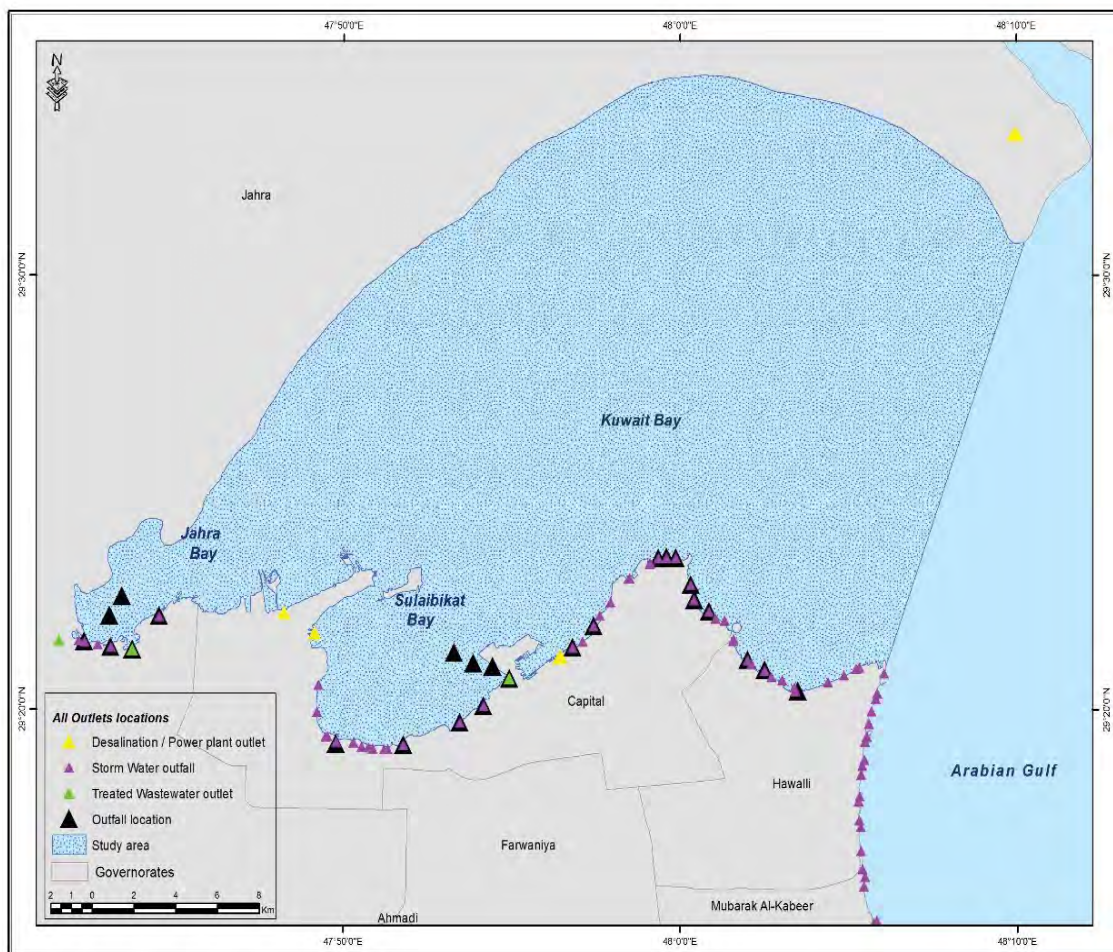 47°50'0"E
48°0'0"E
48°10'0"E
N
Jahra
29°30'0"N
29°30'0"N
Kuwait Bay
Jahra
Bay
Sulaibikat
Bay
29°20'0"N
29°20'0"N
Capital
Arabian Gulf
Hawalli
Farwaniya
Mubarak Al-Kabeer
Ahmadi
All Outlets locations
Desalination / Power plant outlet
Storm Water outfall
Treated Wastewater outlet
Outfall location
Study area
Governorates
2 1 0 2 4 6 8
Km
47°50'0"E
48°0'0"E
48°10'0"E